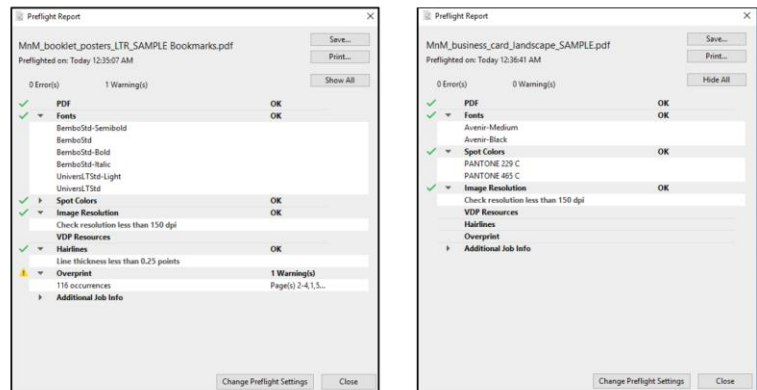 Preflight Report
MnM_booklet_posters_LTR_SAMPLE Bookmarks.pdf
Save...
Preflighted on: Today 12:35:07 AM
Print...
0 Error(s) 1 Warning(s)
Show All
PDF OK
Fonts OK
BemboStd-Semibold
BemboStd
BemboStd-Bold
BemboStd-Italic
UniversLTStd-Light
UniversLTStd
Spot Colors OK
Image Resolution OK
Check resolution less than 150 dpi
VDP Resources
Hairlines OK
Line thickness less than 0.25 points
Overprint 1 Warning(s)
116 occurrences Page(s) 2-4,1,5...
Additional Job Info
Change Preflight Settings Close
Preflight Report
MnM_business_card_landscape_SAMPLE.pdf
Save...
Preflighted on: Today 12:36:41 AM
Print...
0 Error(s) 0 Warning(s)
Hide All
PDF OK
Fonts OK
Avenir-Medium
Avenir-Black
Spot Colors OK
PANTONE 229 C
PANTONE 465 C
Image Resolution OK
Check resolution less than 150 dpi
VDP Resources
Hairlines
Overprint
Additional Job Info
Change Preflight Settings Close